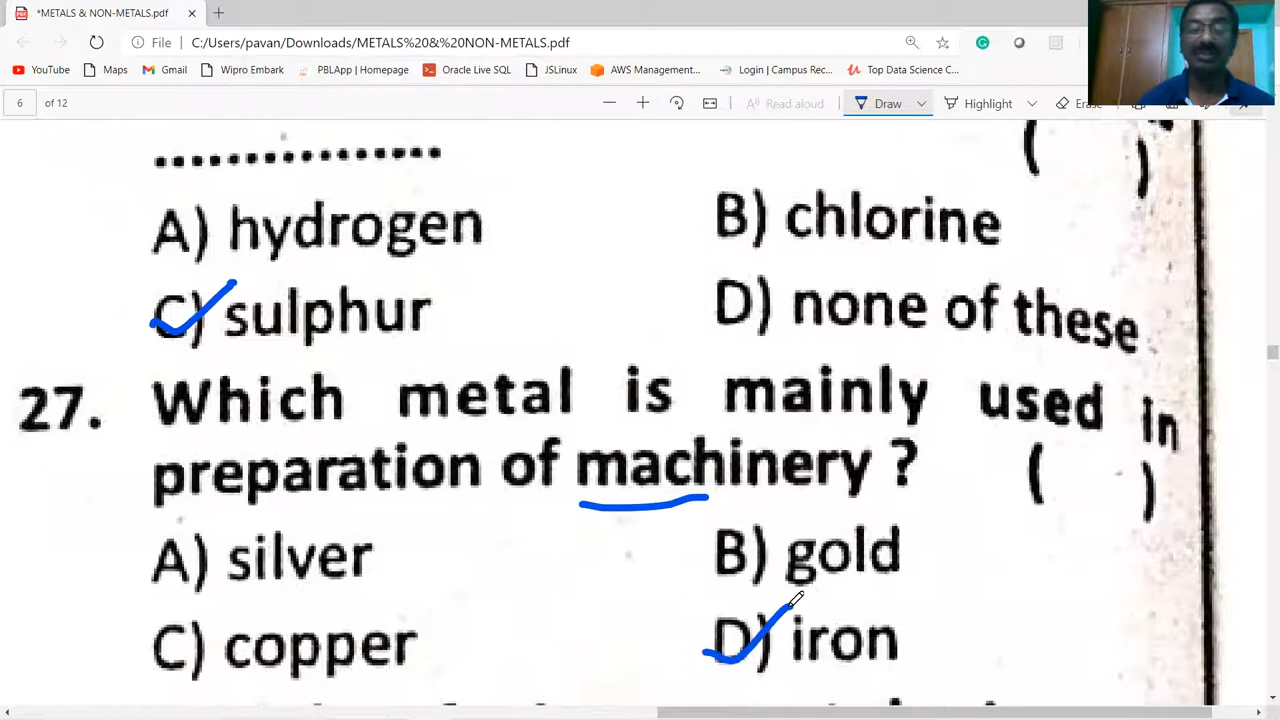 *METALS & NON-METALS.pdf
File C:/Users/pavan/Downloads/METALS%20&%20NON-METALS.pdf
YouTube Maps Gmail Wipro Embark PBLApp | Homepage Oracle Live SQL - JSLinux AWS Management... Login | Campus Rec... Top Data Science C...
6 of 12 Read aloud Draw Highlight
................ ( )
A) hydrogen B) chlorine
C) sulphur D) none of these
27. Which metal is mainly used in
preparation of machinery ? ( )
A) silver B) gold
C) copper D) iron